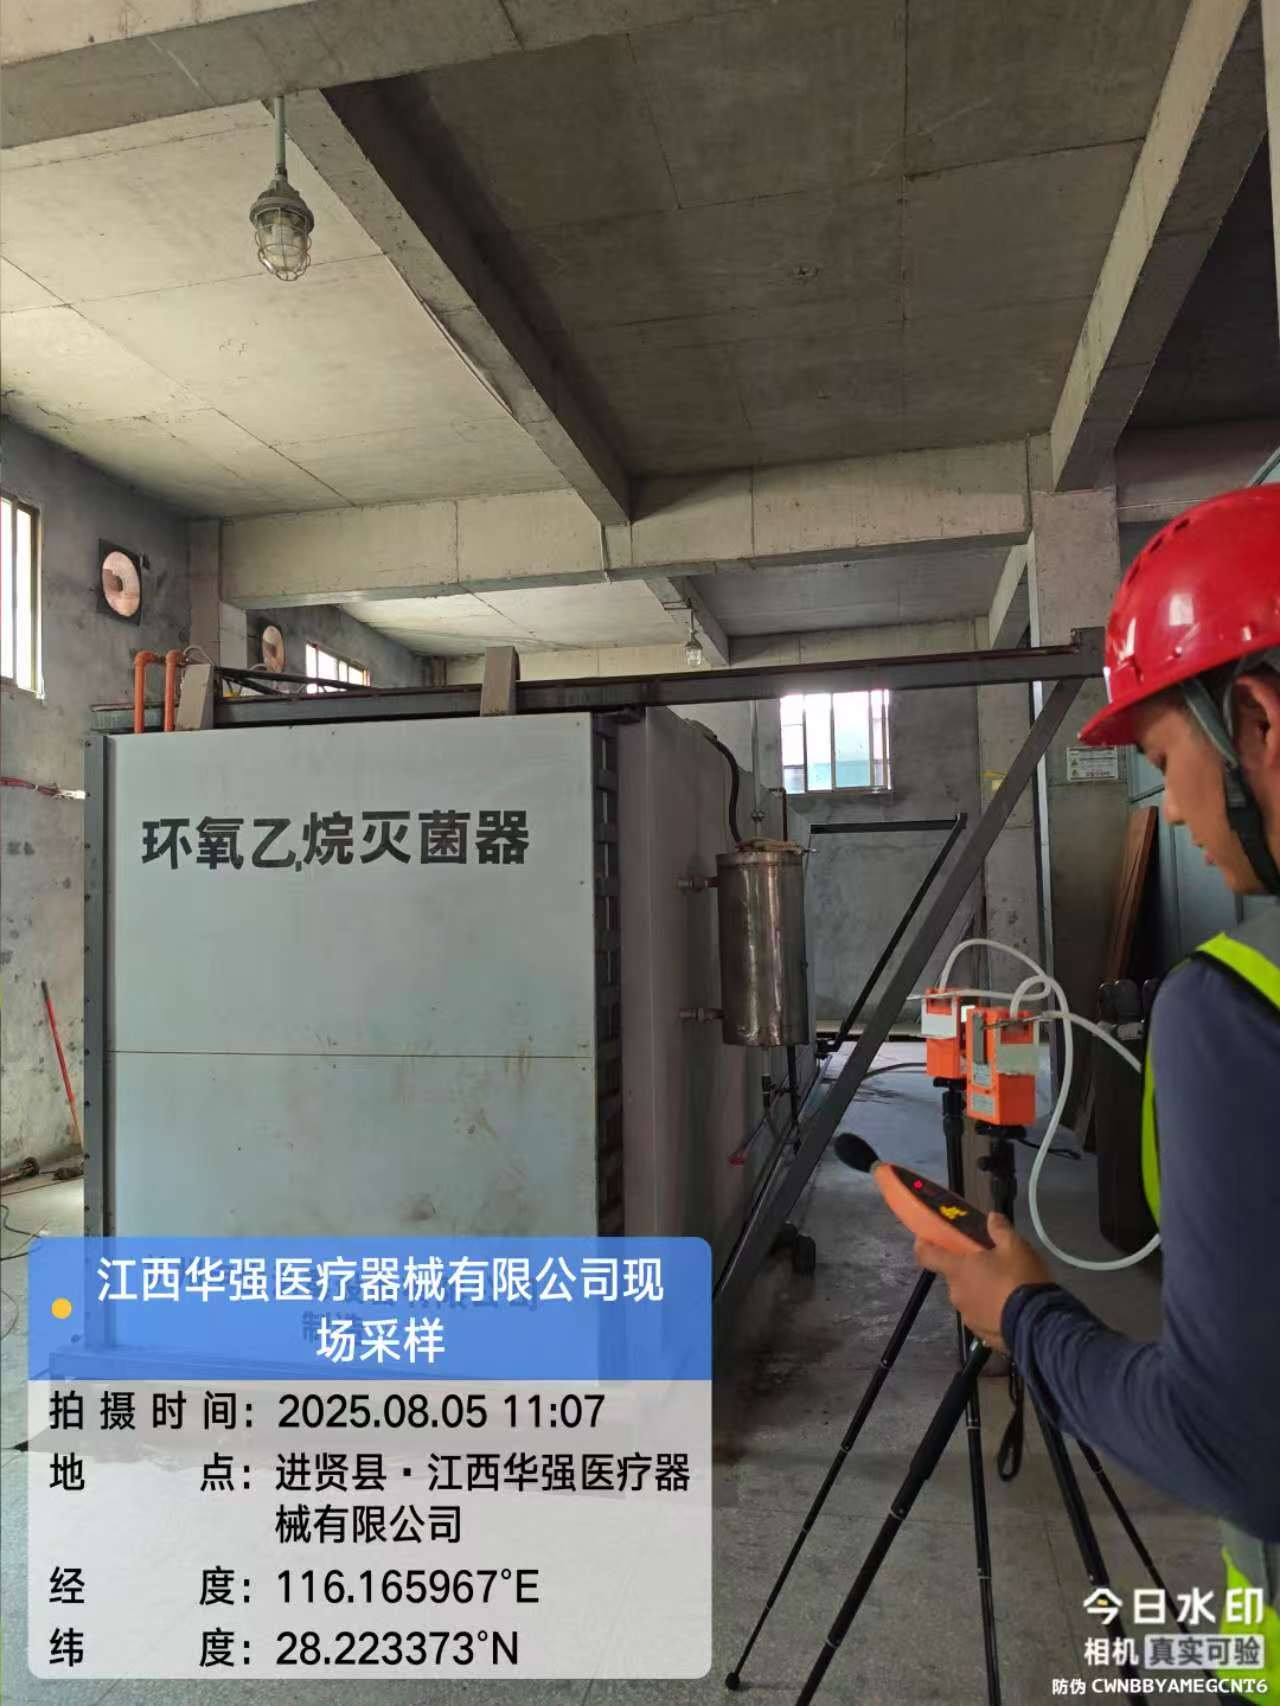 环氧乙烷灭菌器
江西华强医疗器械有限公司现
场采样
拍摄时间：2025.08.05 11:07
地点：进贤县·江西华强医疗器
械有限公司
经度：116.165967°E
纬度：28.223373°N
今日水印
相机 真实可验
防伪 CWNBBYAMEGCNT6